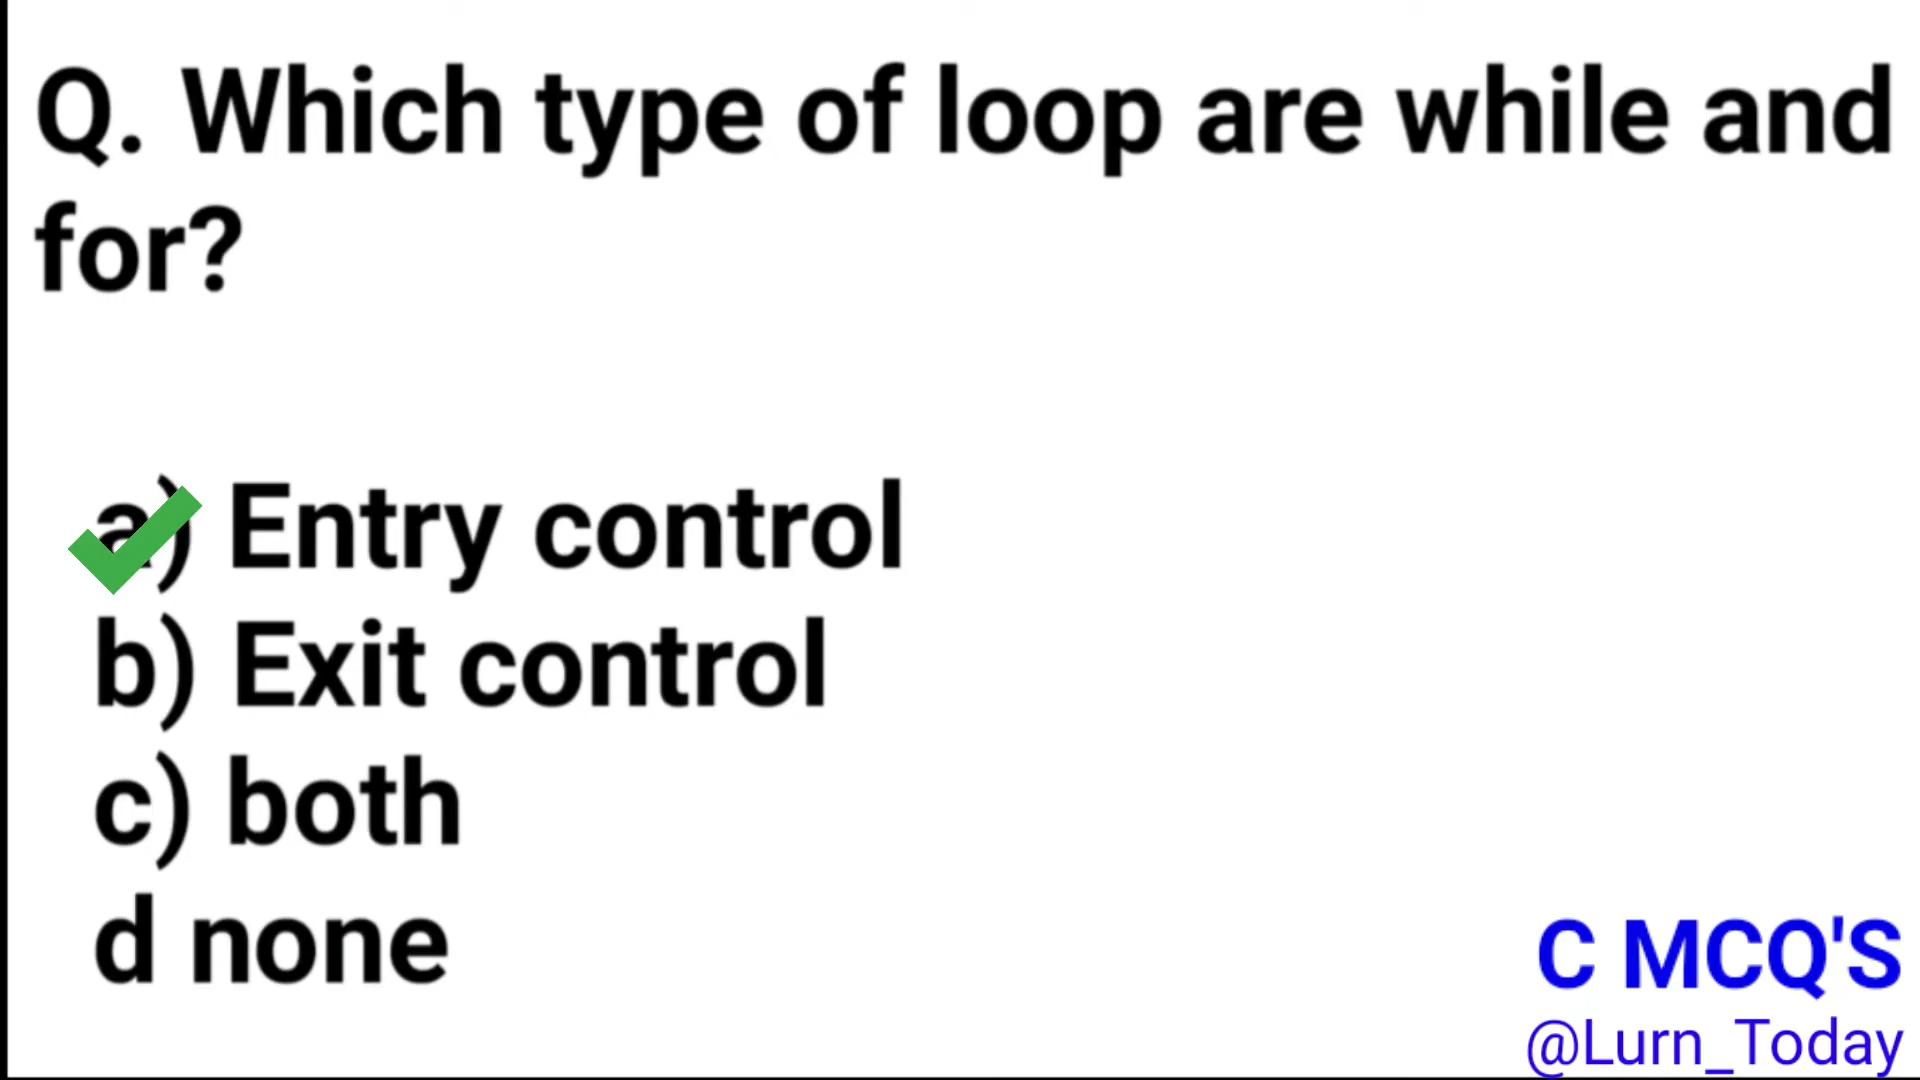 Q. Which type of loop are while and
for?
a) Entry control
b) Exit control
c) both
d none
C MCQ'S
@Lurn_Today